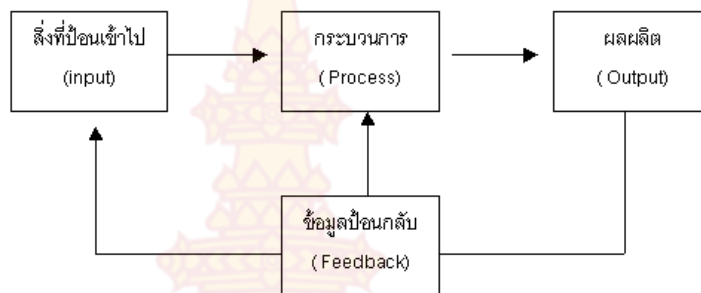 สิ่งที่ป้อนเข้าไป
(input)
กระบวนการ
( Process)
ผลผลิต
( Output)
ข้อมูลป้อนกลับ
( Feedback)